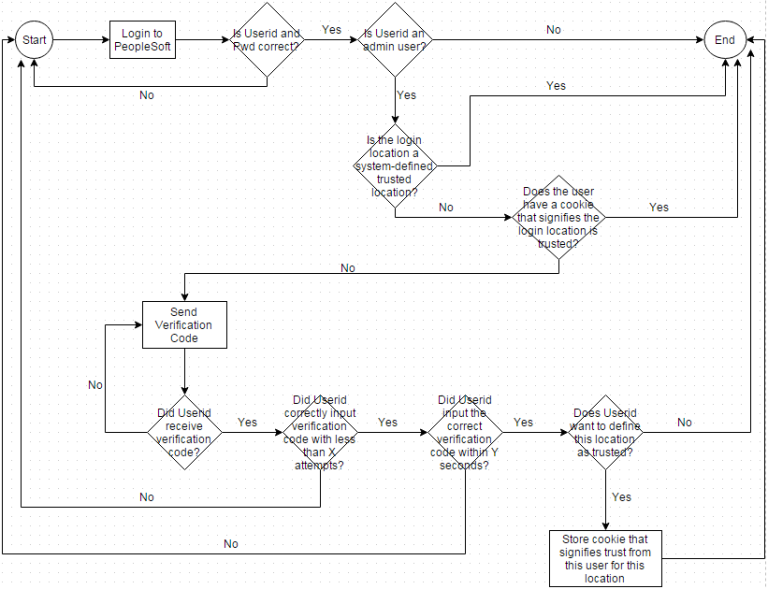 Start
Login to
PeopleSoft
Is Userid and
Pwd correct?
Yes
Is Userid an
admin user?
No
End
No
Yes
Yes
Is the login
location a
system-defined
trusted
location?
No
Does the user
have a cookie
that signifies the
login location is
trusted?
Yes
No
Send
Verification
Code
No
Did Userid
receive
verification
code?
Yes
Did Userid
correctly input
verification
code with less
than X
attempts?
Yes
Did Userid
input the
correct
verification
code within Y
seconds?
Yes
Does Userid
want to define
this location
as trusted?
No
No
Yes
No
Store cookie that
signifies trust from
this user for this
location